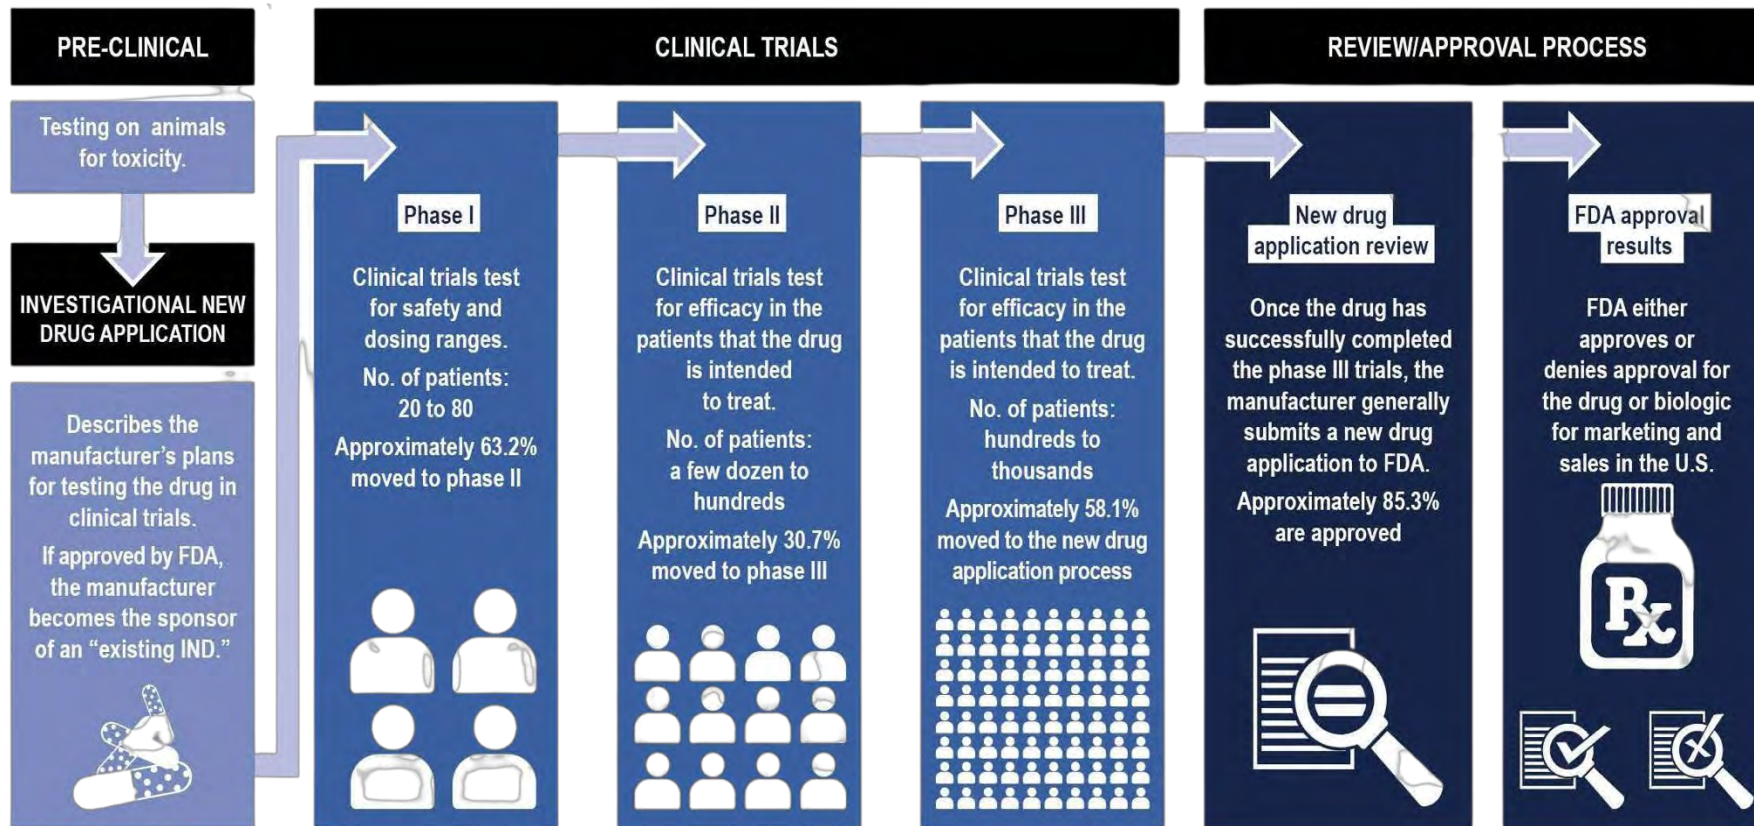 PRE-CLINICAL
Testing on animals
for toxicity.
INVESTIGATIONAL NEW
DRUG APPLICATION
Describes the
manufacturer's plans
for testing the drug in
clinical trials.
If approved by FDA,
the manufacturer
becomes the sponsor
of an “existing IND.”
CLINICAL TRIALS
Phase I
Clinical trials test
for safety and
dosing ranges.
No. of patients:
20 to 80
Approximately 63.2%
moved to phase II
Phase II
Clinical trials test
for efficacy in the
patients that the drug
is intended
to treat.
No. of patients:
a few dozen to
hundreds
Approximately 30.7%
moved to phase III
Phase III
Clinical trials test
for efficacy in the
patients that the drug
is intended to treat.
No. of patients:
hundreds to
thousands
Approximately 58.1%
moved to the new drug
application process
REVIEW/APPROVAL PROCESS
New drug
application review
Once the drug has
successfully completed
the phase III trials, the
manufacturer generally
submits a new drug
application to FDA.
Approximately 85.3%
are approved
FDA approval
results
FDA either
approves or
denies approval for
the drug or biologic
for marketing and
sales in the U.S.
Rx